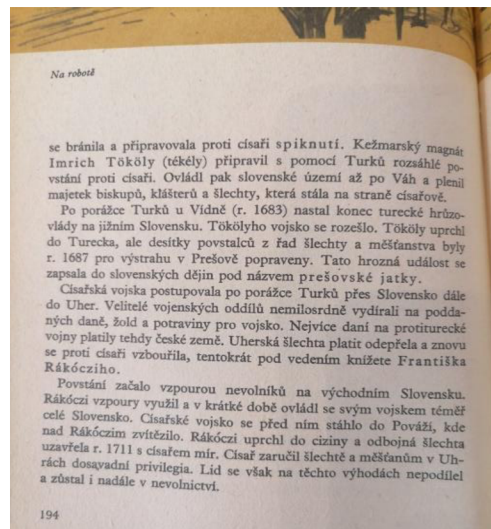 Na robotě
se bránila a připravovala proti císaři spiknutí. Kežmarský magnát
Imrich Tököly (tékély) připravil s pomocí Turků rozsáhlé po-
vstání proti císaři. Ovládl pak slovenské území až po Váh a plenil
majetek biskupů, klášterů a šlechty, která stála na straně císařově.
Po porážce Turků u Vídně (r. 1683) nastal konec turecké hrůzo-
vlády na jižním Slovensku. Tökölyho vojsko se rozešlo. Tököly uprchl
do Turecka, ale desítky povstalců z řad šlechty a měšťanstva byly
r. 1687 pro výstrahu v Prešově popraveny. Tato hrozná událost se
zapsala do slovenských dějin pod názvem prešovské jatky.
Císařská vojska postupovala po porážce Turků přes Slovensko dále
do Uher. Velitelé vojenských oddílů nemilosrdně vydírali na podda-
ných daně, žold a potraviny pro vojsko. Nejvíce daní na protiturecké
vojny platily tehdy české země. Uherská šlechta platit odepřela a znovu
se proti císaři vzbouřila, tentokrát pod vedením knížete Františka
Rákócziho.
Povstání začalo vzpourou nevolníků na východním Slovensku.
Rákóczi vzpoury využil a v krátké době ovládl se svým vojskem téměř
celé Slovensko. Císařské vojsko se před ním stáhlo do Pováží, kde
nad Rákóczim zvítězilo. Rákóczi uprchl do ciziny a odbojná šlechta
uzavřela r. 1711 s císařem mír. Císař zaručil šlechtě a měšťanům v Uh-
rách dosavadní privilegia. Lid se však na těchto výhodách nepodílel
a zůstal i nadále v nevolnictví.
194